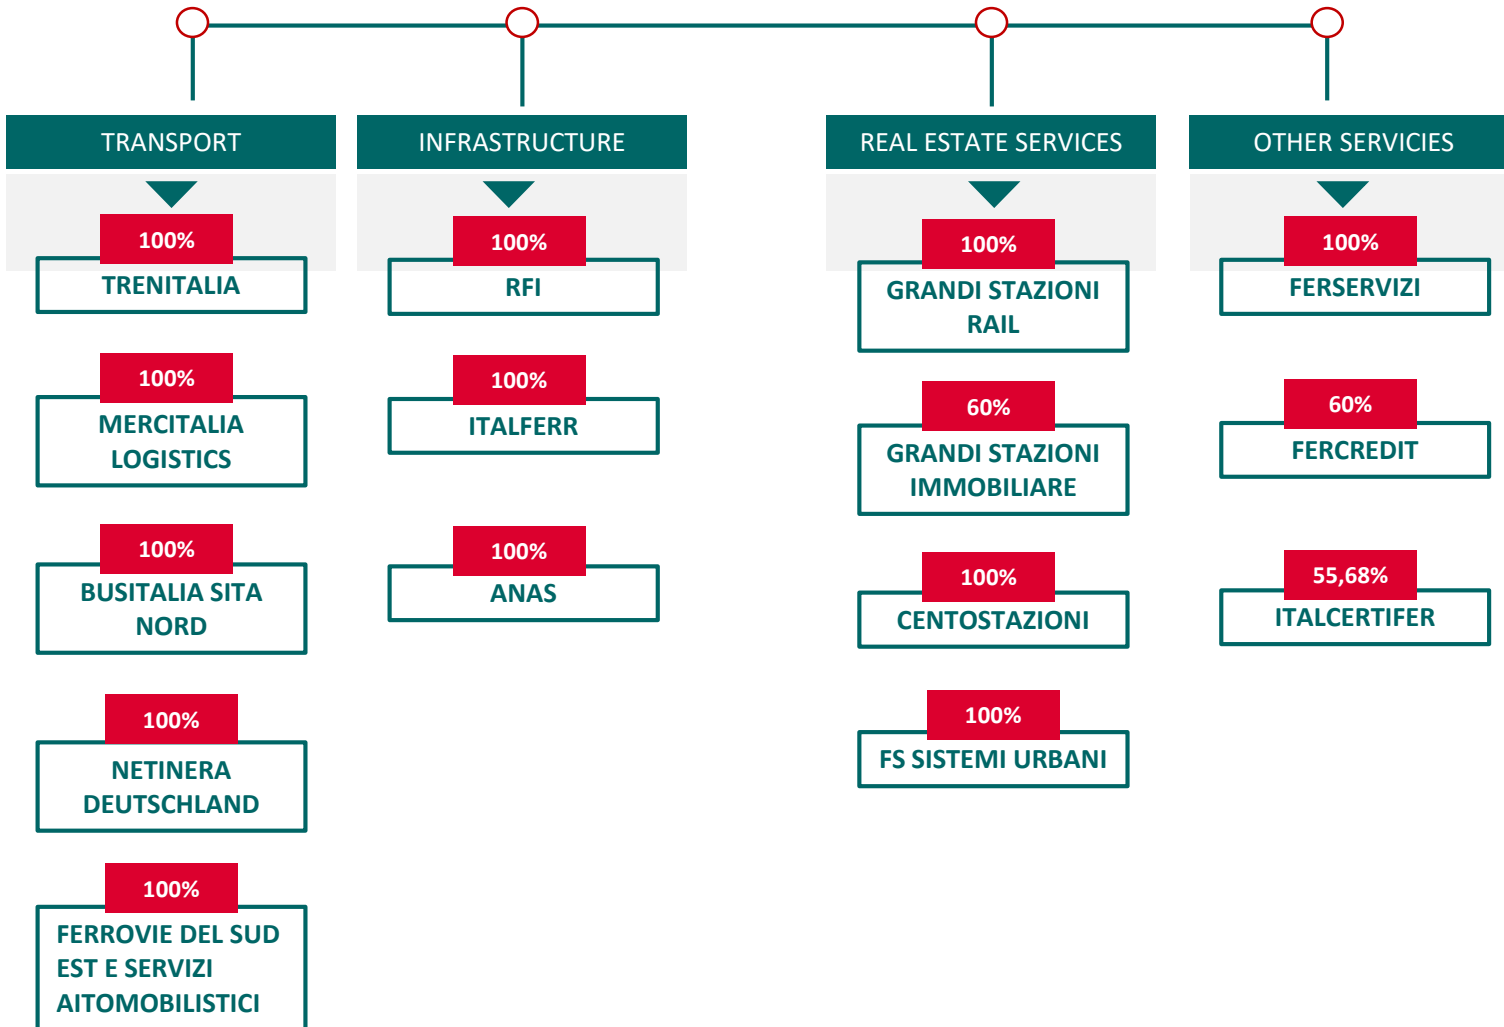 TRANSPORT
100%
TRENITALIA
100%
MERCITALIA
LOGISTICS
100%
BUSITALIA SITA
NORD
100%
NETINERA
DEUTSCHLAND
100%
FERROVIE DEL SUD
EST E SERVIZI
AITOMOBILISTICI
INFRASTRUCTURE
100%
RFI
100%
ITALFERR
100%
ANAS
REAL ESTATE SERVICES
100%
GRANDI STAZIONI
RAIL
60%
GRANDI STAZIONI
IMMOBILIARE
100%
CENTOSTAZIONI
100%
FS SISTEMI URBANI
OTHER SERVICIES
100%
FERSERVIZI
60%
FERCREDIT
55,68%
ITALCERTIFER